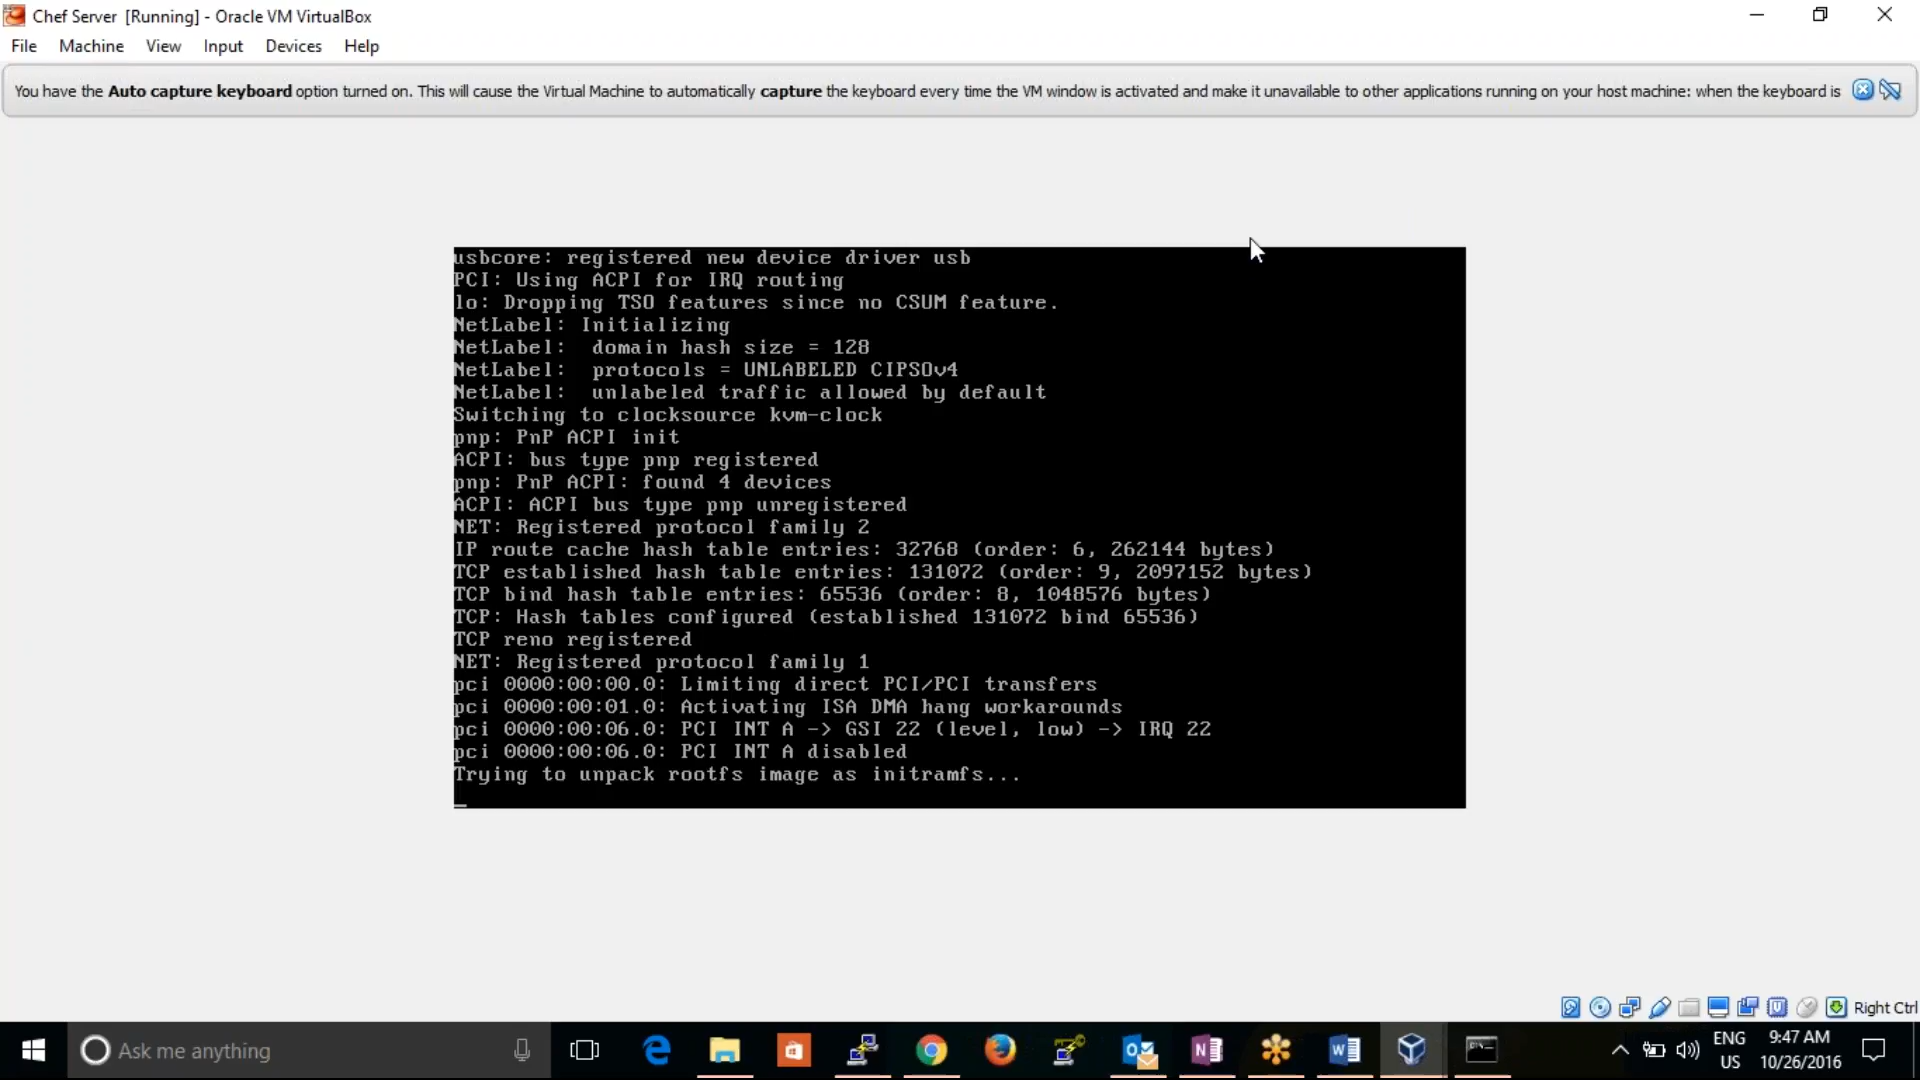 Chef Server [Running] - Oracle VM VirtualBox
File Machine View Input Devices Help
You have the Auto capture keyboard option turned on. This will cause the Virtual Machine to automatically capture the keyboard every time the VM window is activated and make it unavailable to other applications running on your host machine: when the keyboard is
usbcore: registered new device driver usb
PCI: Using ACPI for IRQ routing
lo: Dropping TSO features since no CSUM feature.
NetLabel: Initializing
NetLabel:  domain hash size = 128
NetLabel:  protocols = UNLABELED CIPSOv4
NetLabel:  unlabeled traffic allowed by default
Switching to clocksource kvm-clock
pnp: PnP ACPI init
ACPI: bus type pnp registered
pnp: PnP ACPI: found 4 devices
ACPI: ACPI bus type pnp unregistered
NET: Registered protocol family 2
IP route cache hash table entries: 32768 (order: 6, 262144 bytes)
TCP established hash table entries: 131072 (order: 9, 2097152 bytes)
TCP bind hash table entries: 65536 (order: 8, 1048576 bytes)
TCP: Hash tables configured (established 131072 bind 65536)
TCP reno registered
NET: Registered protocol family 1
pci 0000:00:00.0: Limiting direct PCI/PCI transfers
pci 0000:00:01.0: Activating ISA DMA hang workarounds
pci 0000:00:06.0: PCI INT A -> GSI 22 (level, low) -> IRQ 22
pci 0000:00:06.0: PCI INT A disabled
Trying to unpack rootfs image as initramfs...
_
Right Ctrl
Ask me anything
ENG
US
9:47 AM
10/26/2016